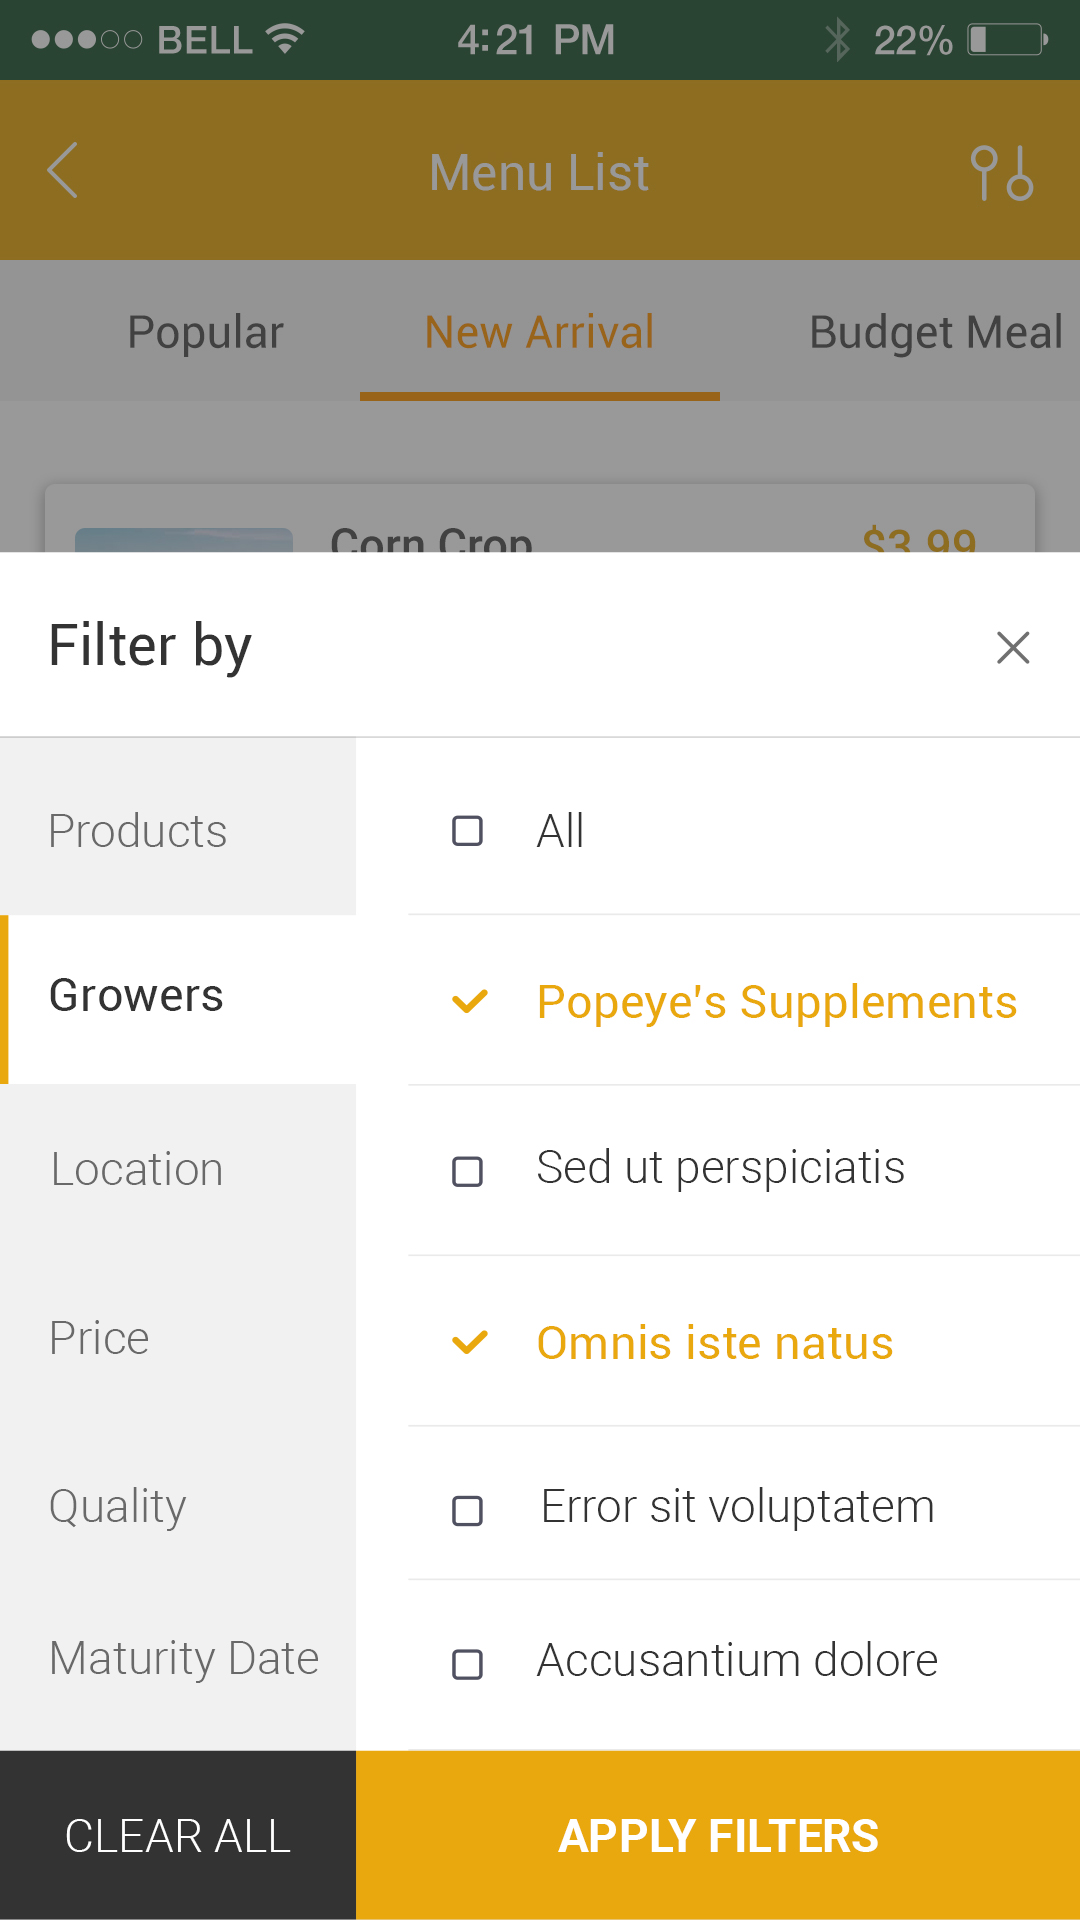 BELL 4:21 PM 22%
Menu List
Popular New Arrival Budget Meal
Corn Crop $3.99
Filter by
Products
All
Growers
Popeye's Supplements
Location
Sed ut perspiciatis
Price
Omnis iste natus
Quality
Error sit voluptatem
Maturity Date
Accusantium dolore
CLEAR ALL
APPLY FILTERS